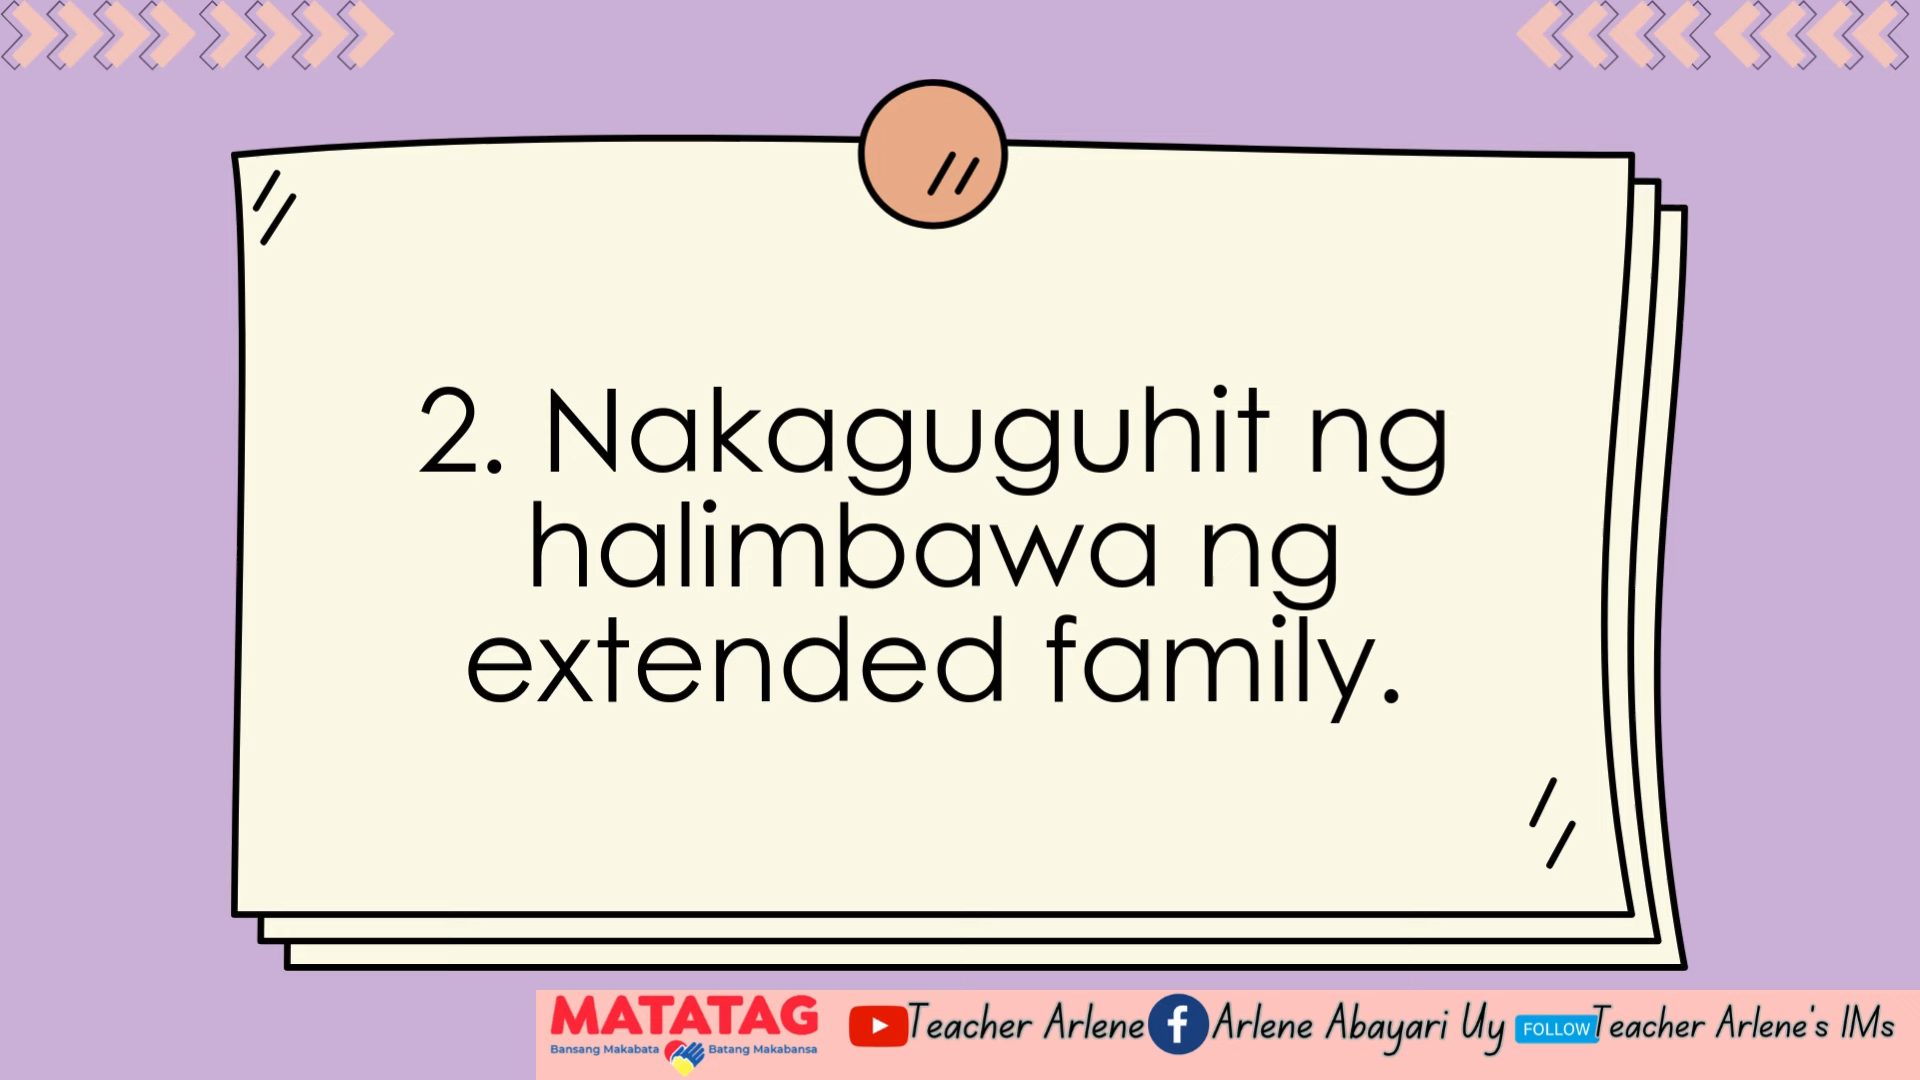 2. Nakaguguhit ng
halimbawa ng
extended family.
MATATAG
Bansang Makabata Batang Makabansa
Teacher Arlene
Arlene Abayari Uy
FOLLOW
Teacher Arlene's IMs